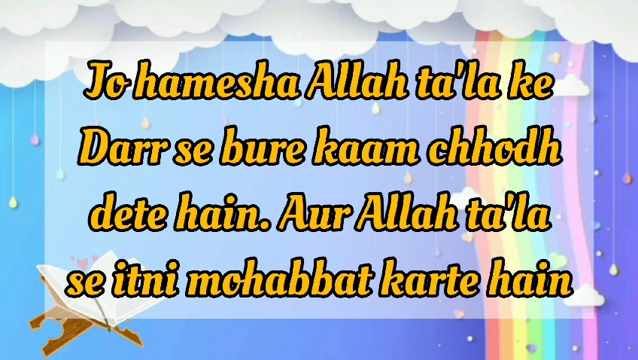 Jo hamesha Allah ta'la ke
Darr se bure kaam chhodh
dete hain. Aur Allah ta'la
se itni mohabbat karte hain